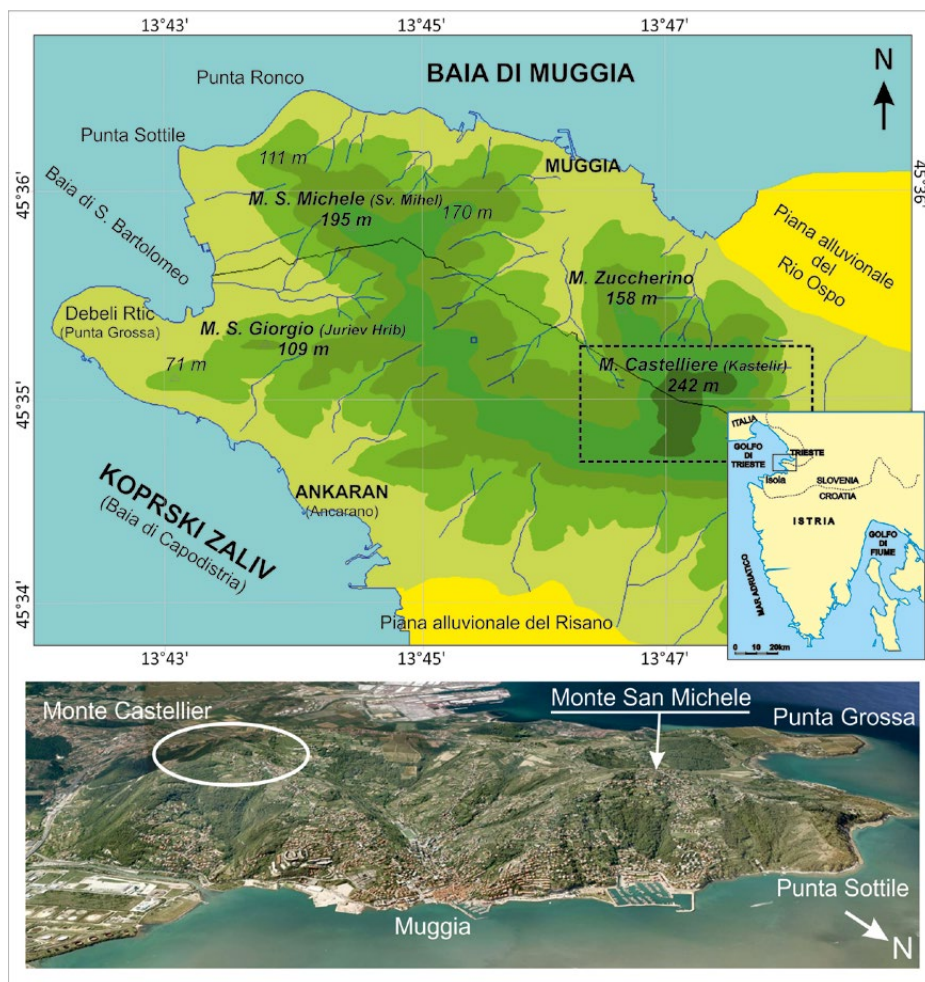 13°43'
13°45'
13°47'
BAIA DI MUGGIA
N
Punta Ronco
Punta Sottile
Baia di S. Bartolomeo
111 m
MUGGIA
45°36'
45°36'
M. S. Michele (Sv. Mihel)
195 m
170 m
Piana alluvionale
del
Rio Ospo
M. Zuccherino
158 m
Debeli Rtic
(Punta Grossa)
M. S. Giorgio (Juriev Hrib)
109 m
71 m
M. Castelliere (Kastelir)
242 m
45°35'
KOPRSKI ZALIV
(Baia di Capodistria)
ANKARAN
(Ancarano)
45°34'
Piana alluvionale del Risano
13°43'
13°45'
13°47'
ITALIA
GOLFO
DI
TRIESTE
TRIESTE
Isola
SLOVENIA
CROATIA
ISTRIA
GOLFO
DI
FIUME
MAR ADRIATICO
0 10 20km
Monte Castellier
Monte San Michele
Punta Grossa
Punta Sottile
Muggia
N